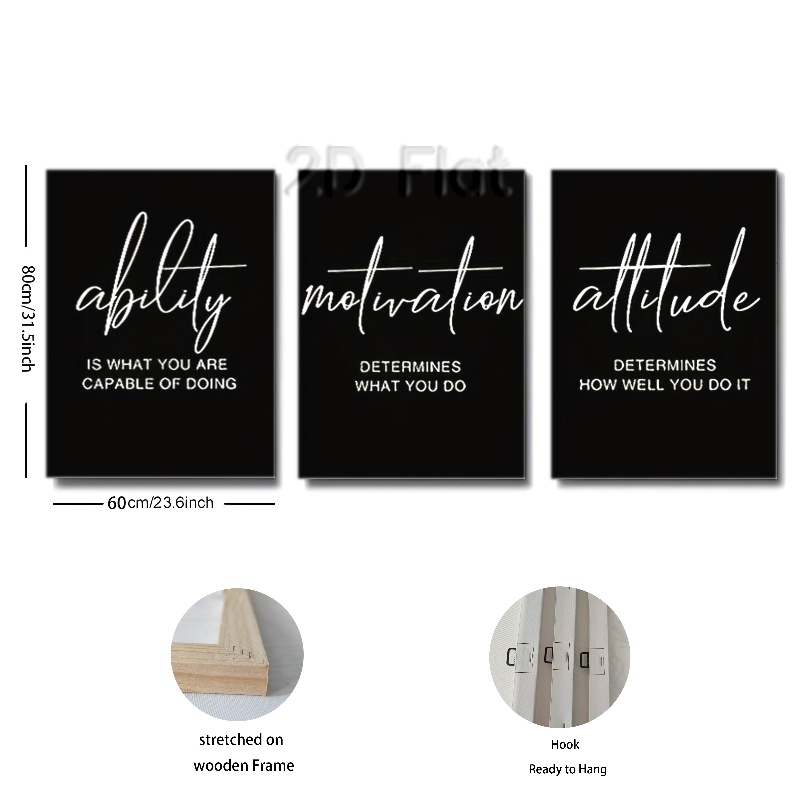 2D Flat
80cm/31.5inch
ability
IS WHAT YOU ARE
CAPABLE OF DOING
motivation
DETERMINES
WHAT YOU DO
attitude
DETERMINES
HOW WELL YOU DO IT
60cm/23.6inch
stretched on
wooden Frame
Hook
Ready to Hang